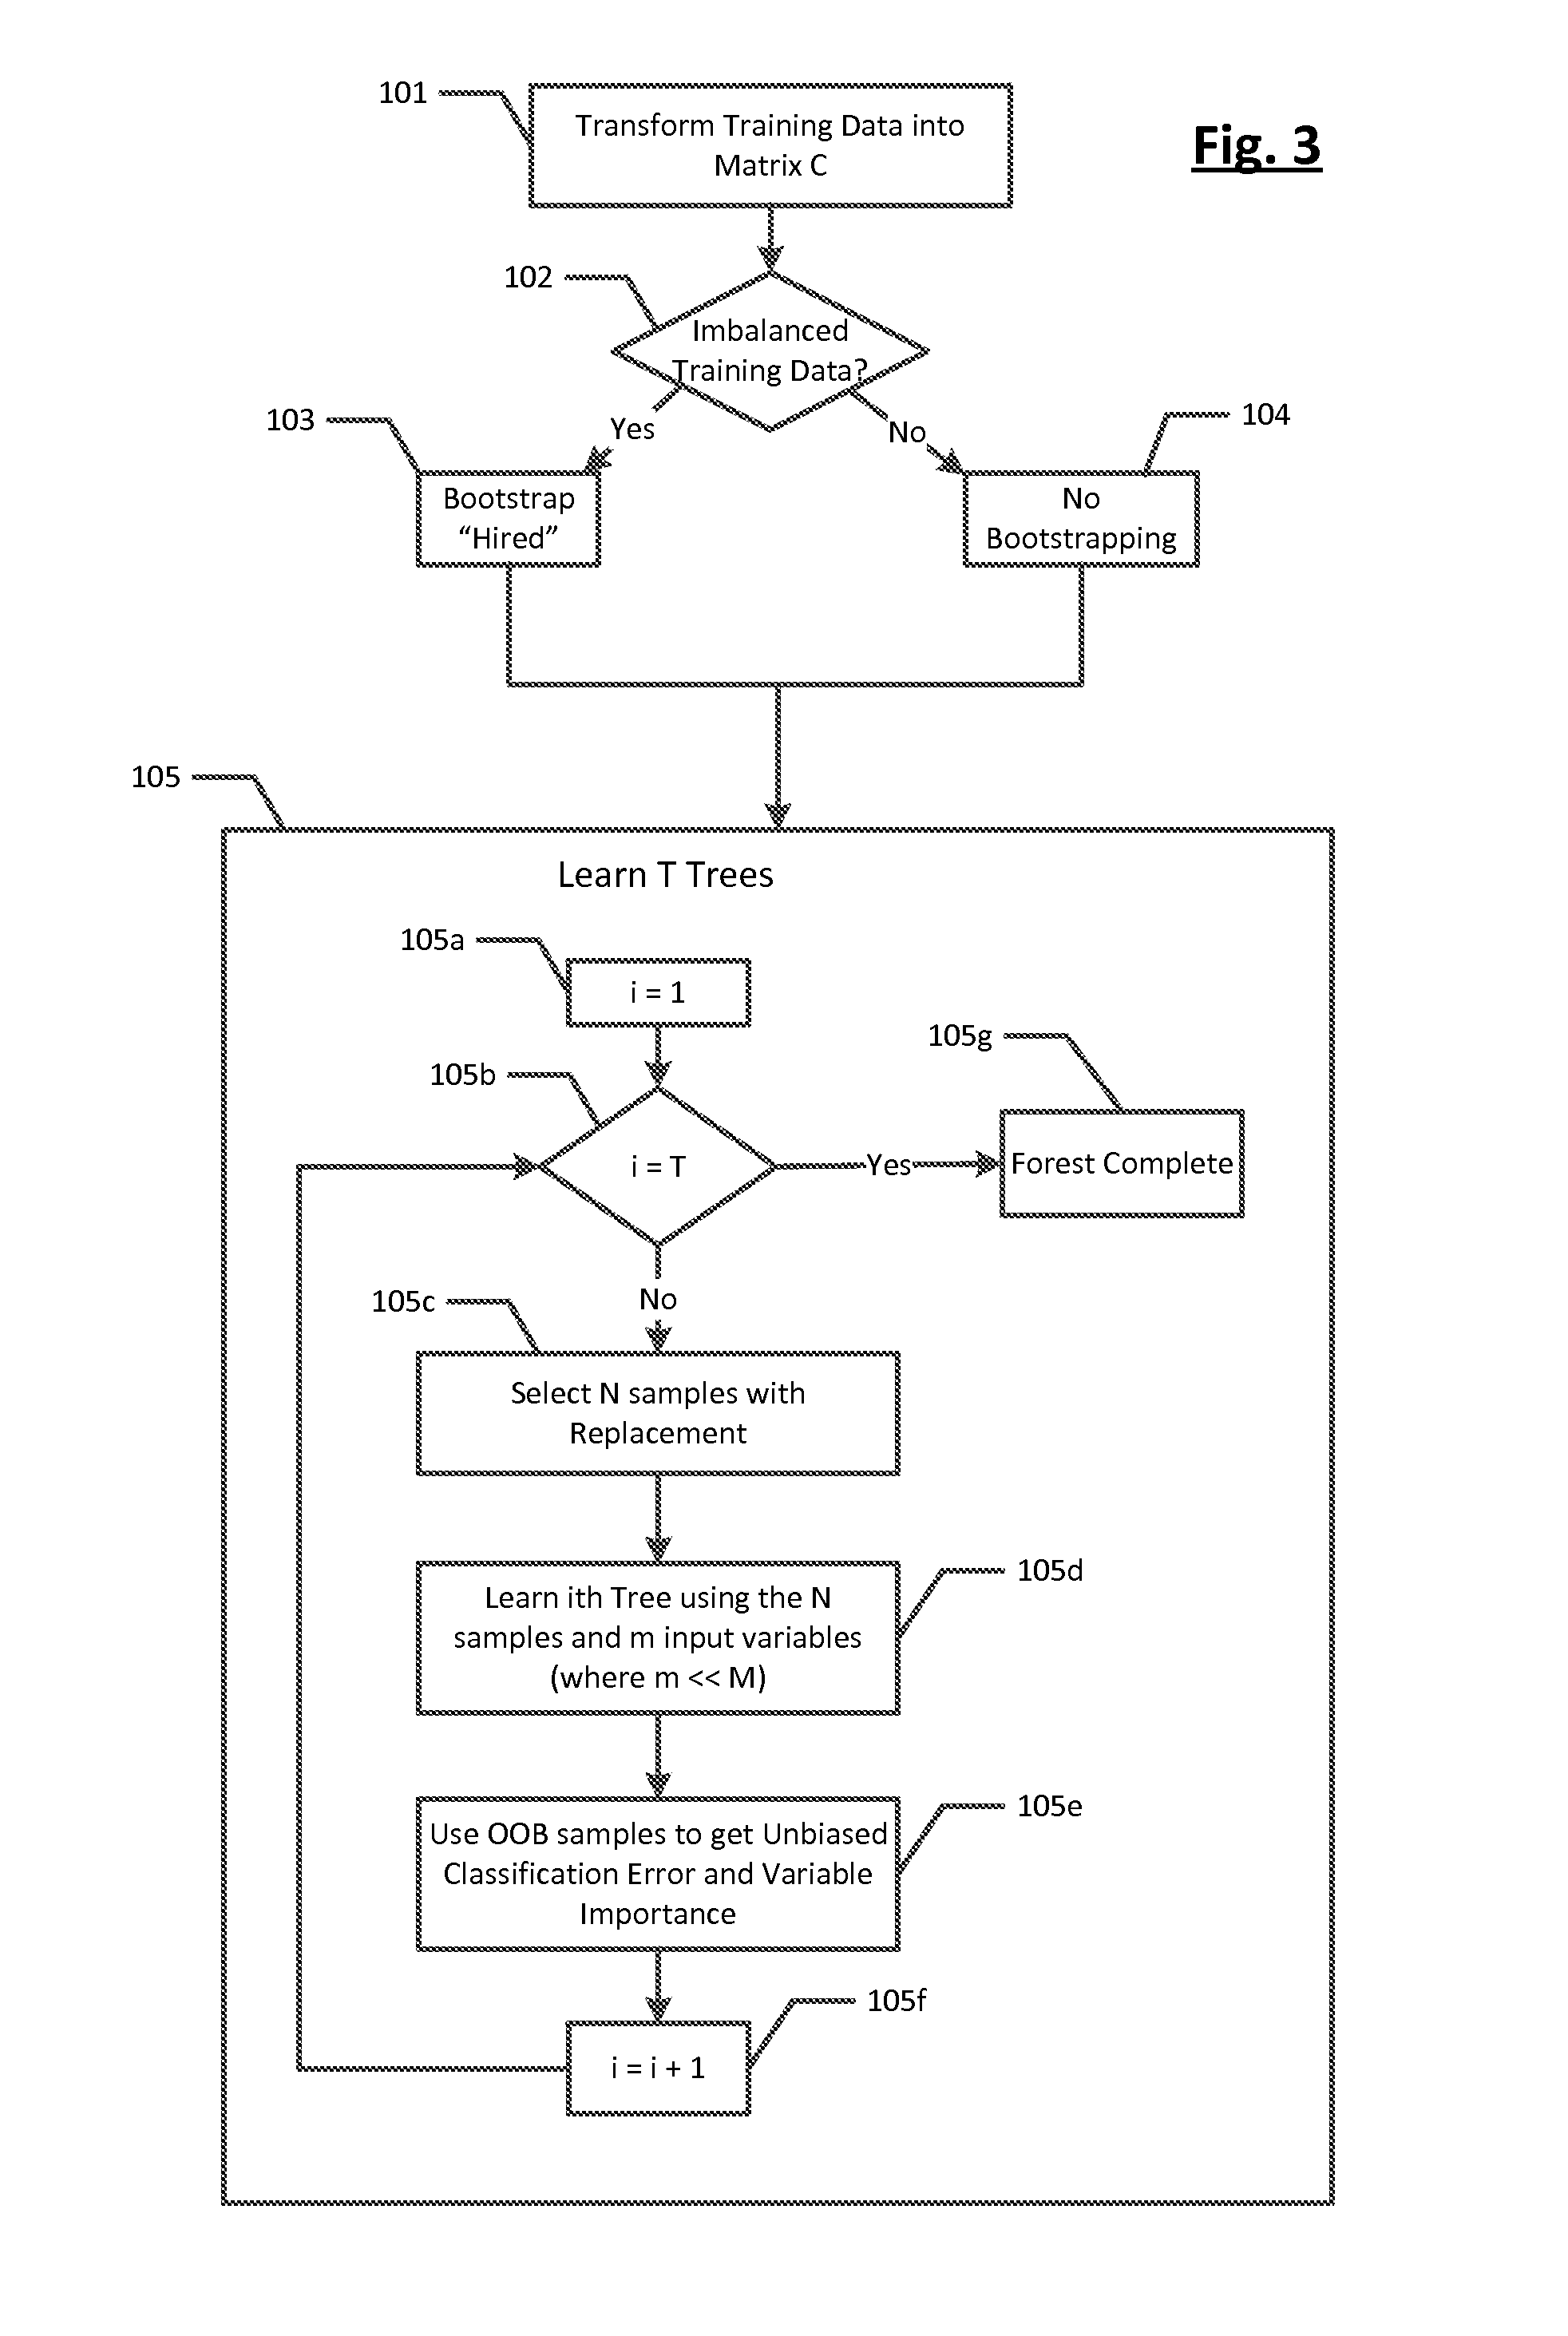 101
Transform Training Data into
Matrix C
Fig. 3
102
Imbalanced
Training Data?
103
Yes
No
104
Bootstrap
“Hired”
No
Bootstrapping
105
Learn T Trees
105a
i = 1
105g
105b
i = T
Yes
Forest Complete
No
105c
Select N samples with
Replacement
105d
Learn ith Tree using the N
samples and m input variables
(where m << M)
105e
Use OOB samples to get Unbiased
Classification Error and Variable
Importance
105f
i = i + 1